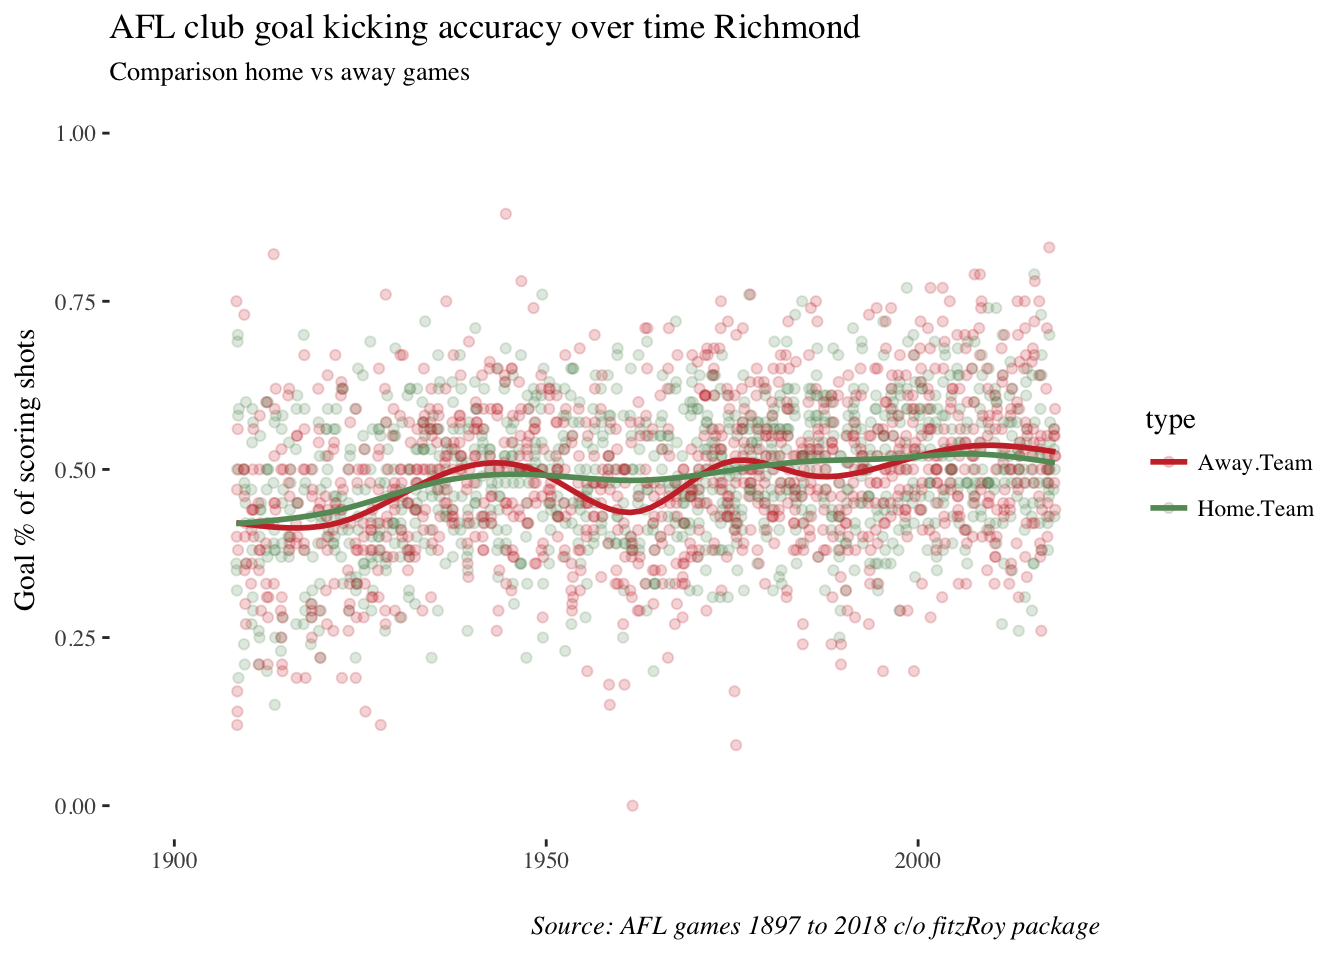 AFL club goal kicking accuracy over time Richmond
Comparison home vs away games
Goal % of scoring shots
1.00
0.75
0.50
0.25
0.00
1900
1950
2000
type
Away.Team
Home.Team
Source: AFL games 1897 to 2018 c/o fitzRoy package